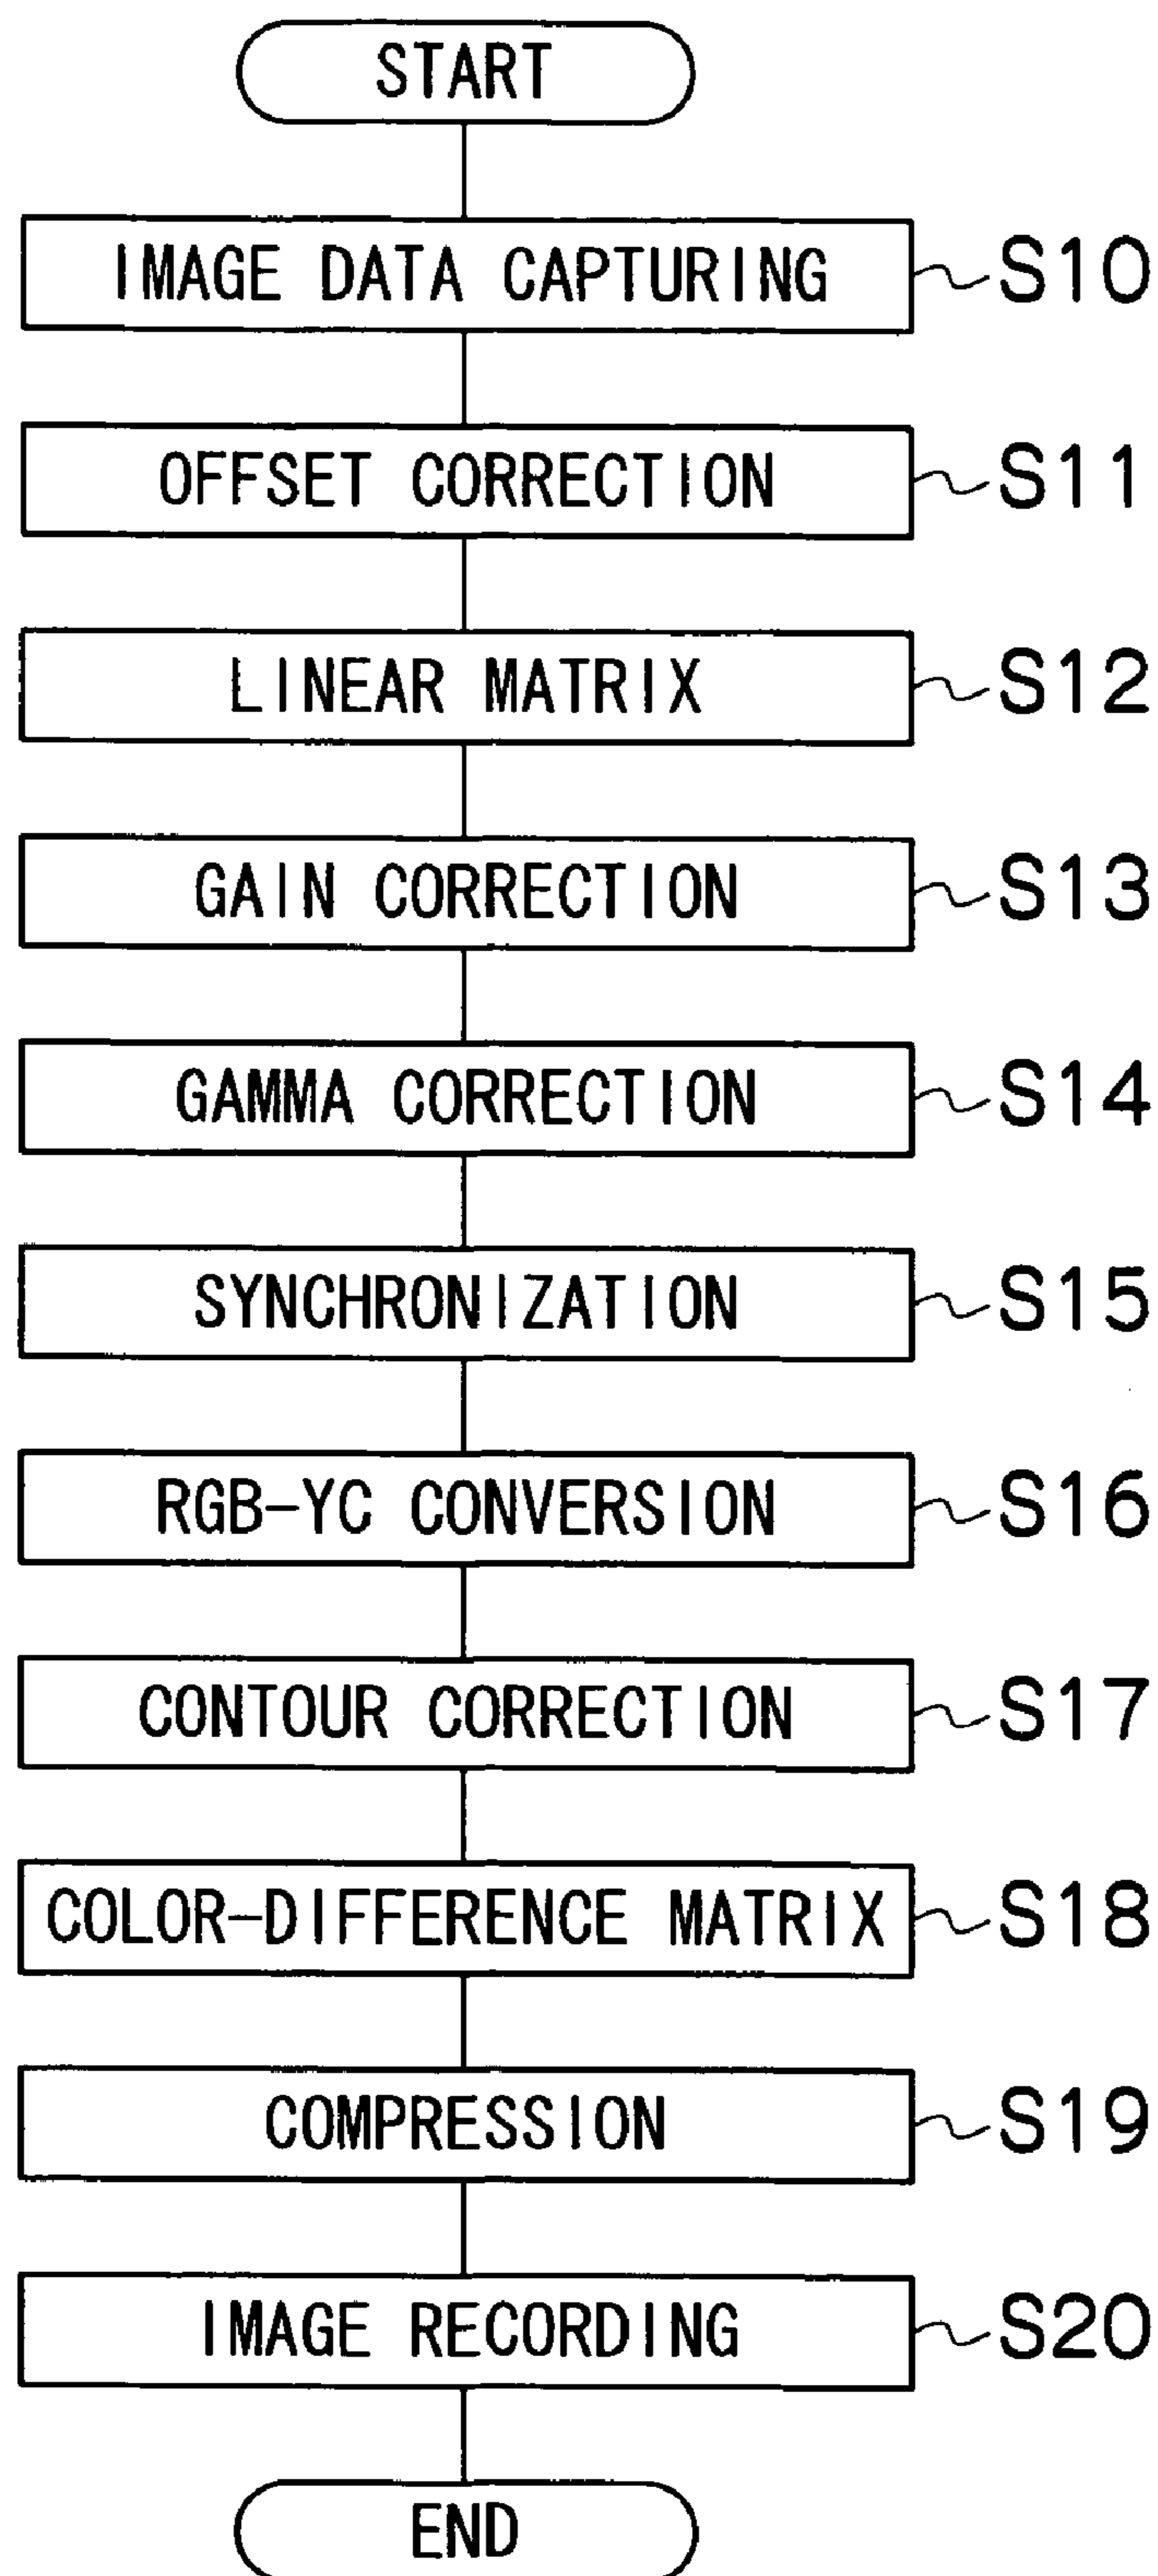 START
IMAGE DATA CAPTURING S10
OFFSET CORRECTION S11
LINEAR MATRIX S12
GAIN CORRECTION S13
GAMMA CORRECTION S14
SYNCHRONIZATION S15
RGB-YC CONVERSION S16
CONTOUR CORRECTION S17
COLOR-DIFFERENCE MATRIX S18
COMPRESSION S19
IMAGE RECORDING S20
END